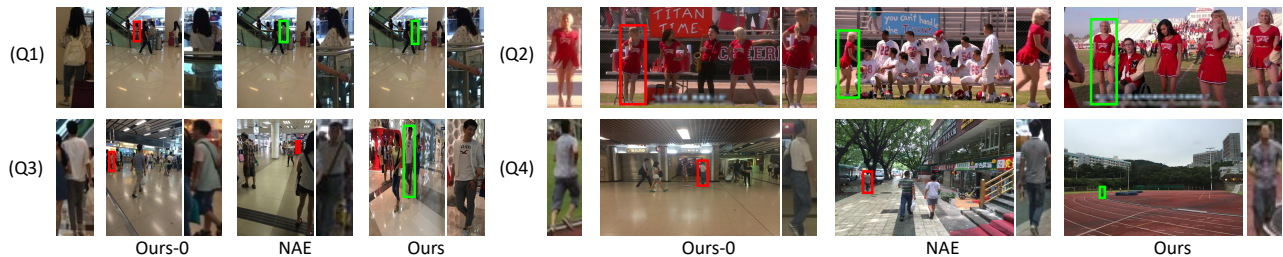 (Q1)
(Q2)
TITAN
TIME
you can't handle
(Q3)
(Q4)
Ours-0
NAE
Ours
Ours-0
NAE
Ours